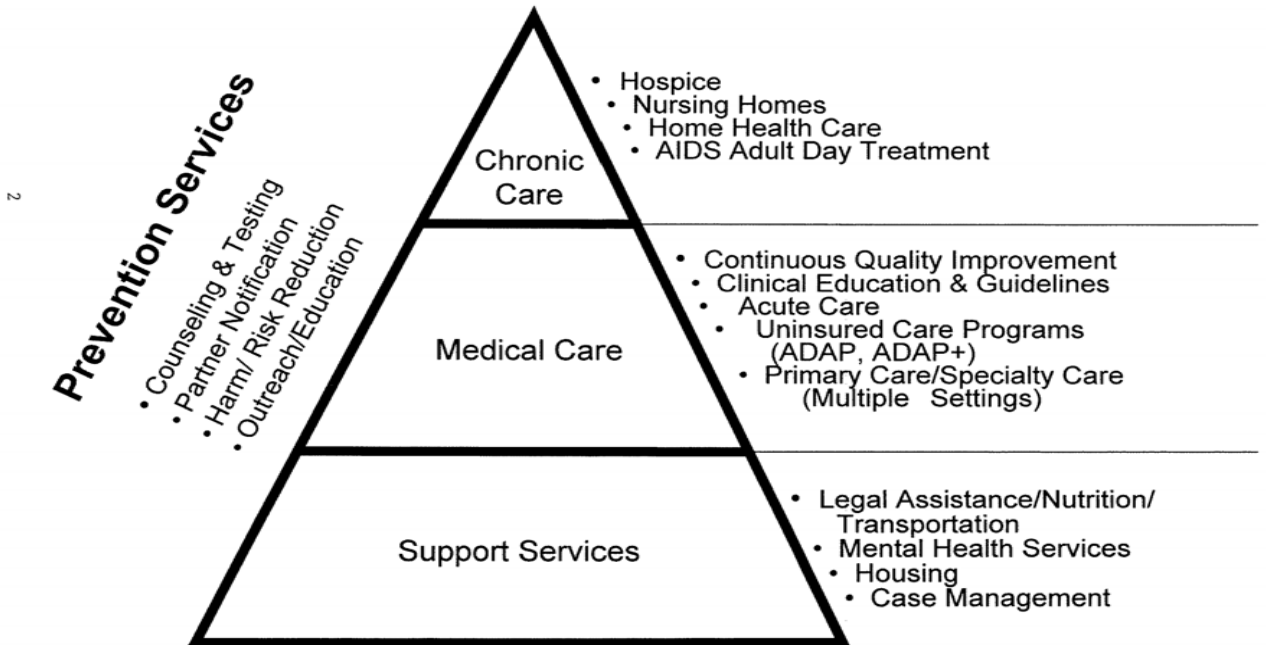 Prevention Services
• Counseling & Testing
• Partner Notification
• Harm/ Risk Reduction
• Outreach/Education
2
Chronic
Care
• Hospice
• Nursing Homes
• Home Health Care
• AIDS Adult Day Treatment
Medical Care
• Continuous Quality Improvement
• Clinical Education & Guidelines
• Acute Care
• Uninsured Care Programs
(ADAP, ADAP+)
• Primary Care/Specialty Care
(Multiple Settings)
Support Services
• Legal Assistance/Nutrition/
Transportation
• Mental Health Services
• Housing
• Case Management